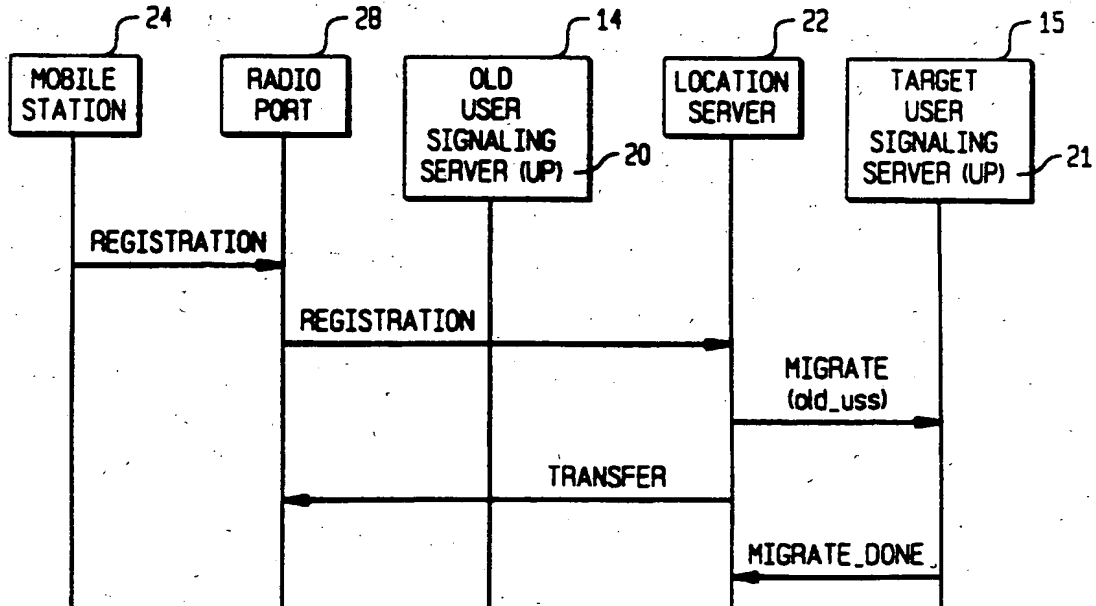 24
28
14
22
15
MOBILE
STATION
RADIO
PORT
OLD
USER
SIGNALING
SERVER (UP)
20
LOCATION
SERVER
TARGET
USER
SIGNALING
SERVER (UP)
21
REGISTRATION
REGISTRATION
MIGRATE
(old_uss)
TRANSFER
MIGRATE_DONE